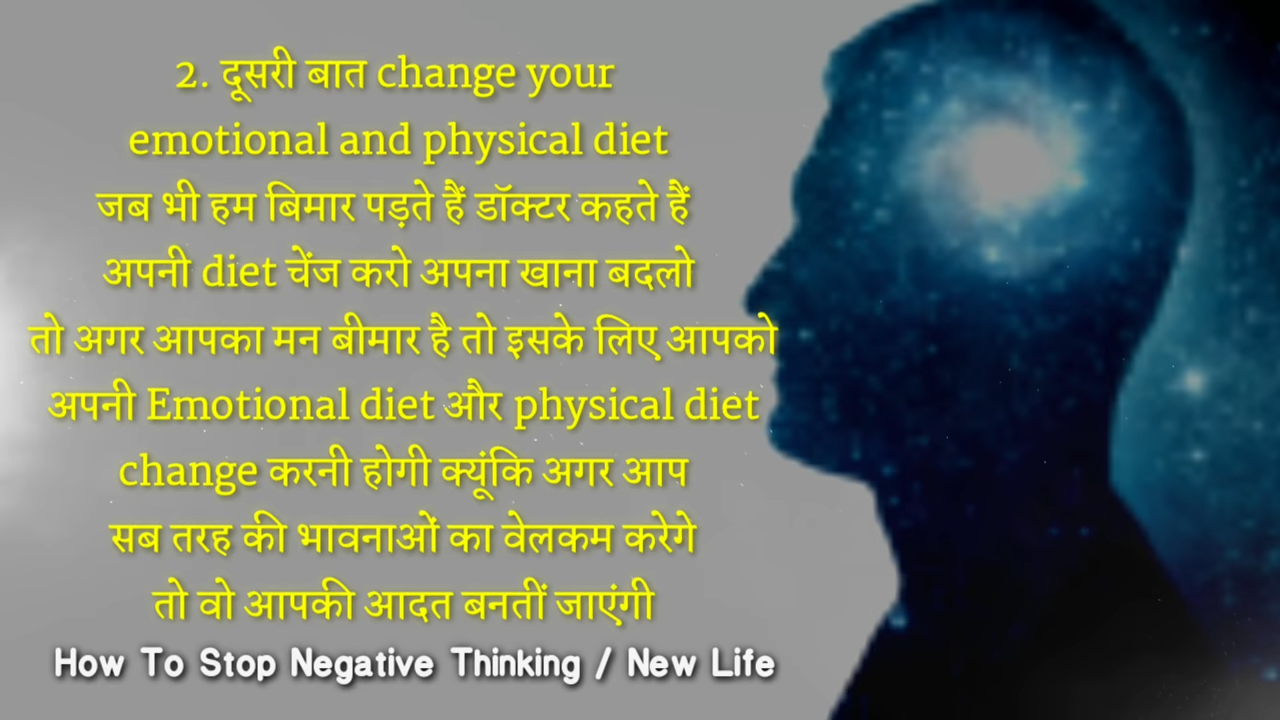 2. दूसरी बात change your
emotional and physical diet
जब भी हम बिमार पड़ते हैं डॉक्टर कहते हैं
अपनी diet चेंज करो अपना खाना बदलो
तो अगर आपका मन बीमार है तो इसके लिए आपको
अपनी Emotional diet और physical diet
change करनी होगी क्यूंकि अगर आप
सब तरह की भावनाओं का वेलकम करेगे
तो वो आपकी आदत बनतीं जाएंगी
How To Stop Negative Thinking / New Life